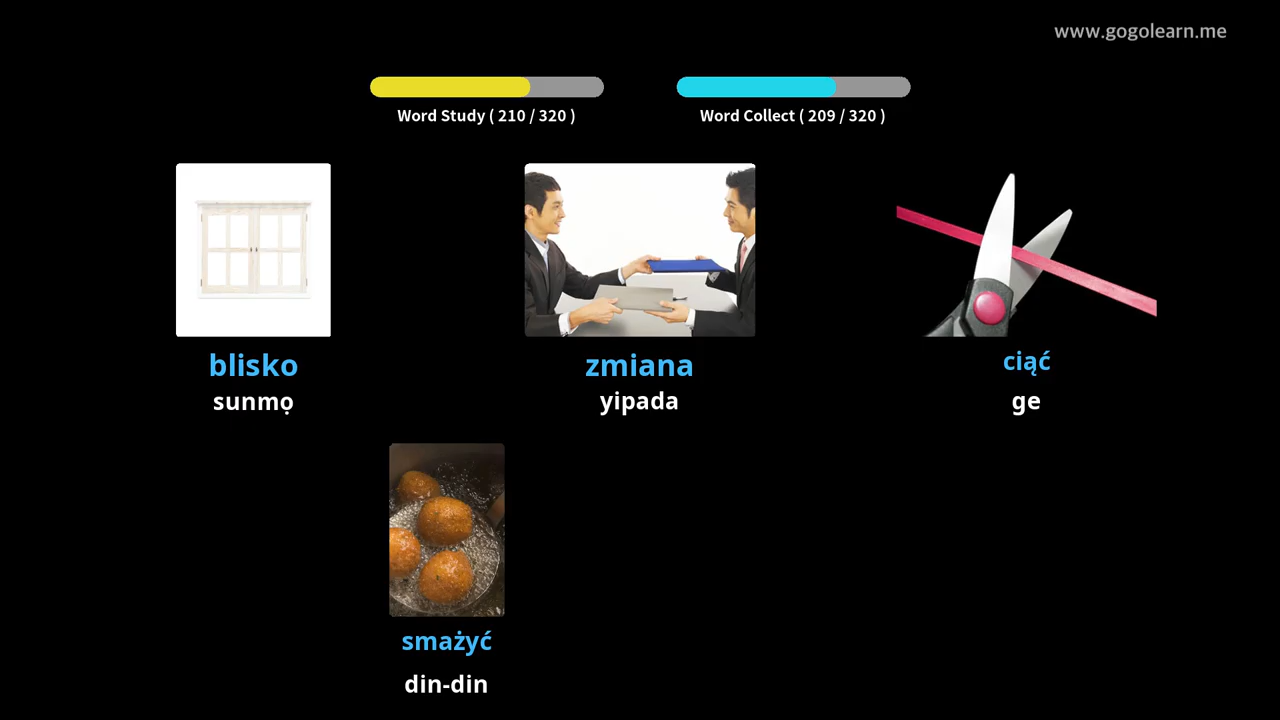 www.gogolearn.me
Word Study ( 210 / 320 )
Word Collect ( 209 / 320 )
blisko
sunmọ
zmiana
yipada
ciąć
ge
smażyć
din-din